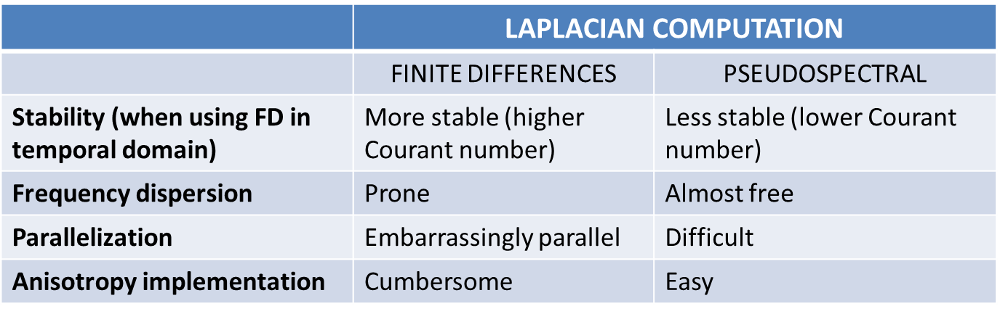 LAPLACIAN COMPUTATION
FINITE DIFFERENCES PSEUDOSPECTRAL
Stability (when using FD in temporal domain) More stable (higher Courant number) Less stable (lower Courant number)
Frequency dispersion Prone Almost free
Parallelization Embarrassingly parallel Difficult
Anisotropy implementation Cumbersome Easy